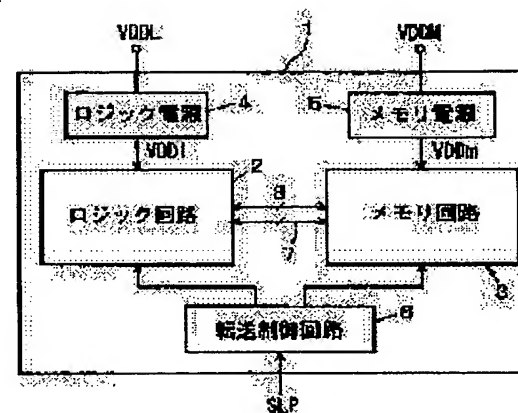 VDDL 1 VDDM
ロジック電源 4 5 メモリ電源
VDDl VDDm
2
8
ロジック回路 メモリ回路
7
3
転送制御回路 6
SLP